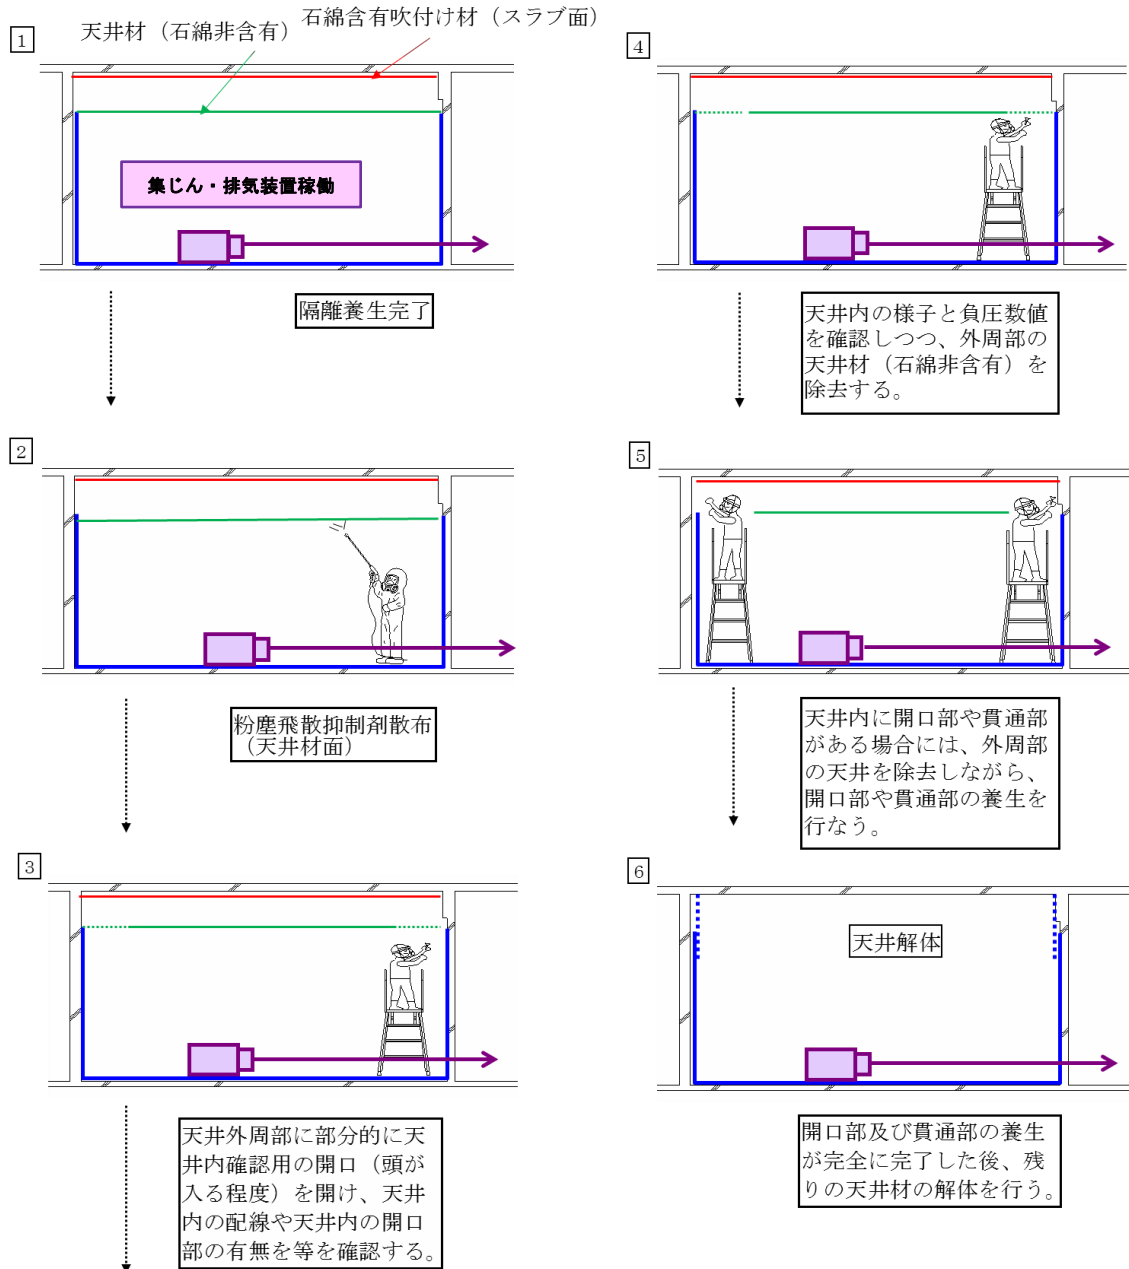 1
天井材（石綿非含有）
石綿含有吹付け材（スラブ面）
集じん・排気装置稼働
隔離養生完了
2
粉塵飛散抑制剤散布
（天井材面）
3
天井外周部に部分的に天
井内確認用の開口（頭が
入る程度）を開け、天井
内の配線や天井内の開口
部の有無を等を確認する。
4
天井内の様子と負圧数値
を確認しつつ、外周部の
天井材（石綿非含有）を
除去する。
5
天井内に開口部や貫通部
がある場合には、外周部
の天井を除去しながら、
開口部や貫通部の養生を
行なう。
6
天井解体
開口部及び貫通部の養生
が完全に完了した後、残
りの天井材の解体を行う。